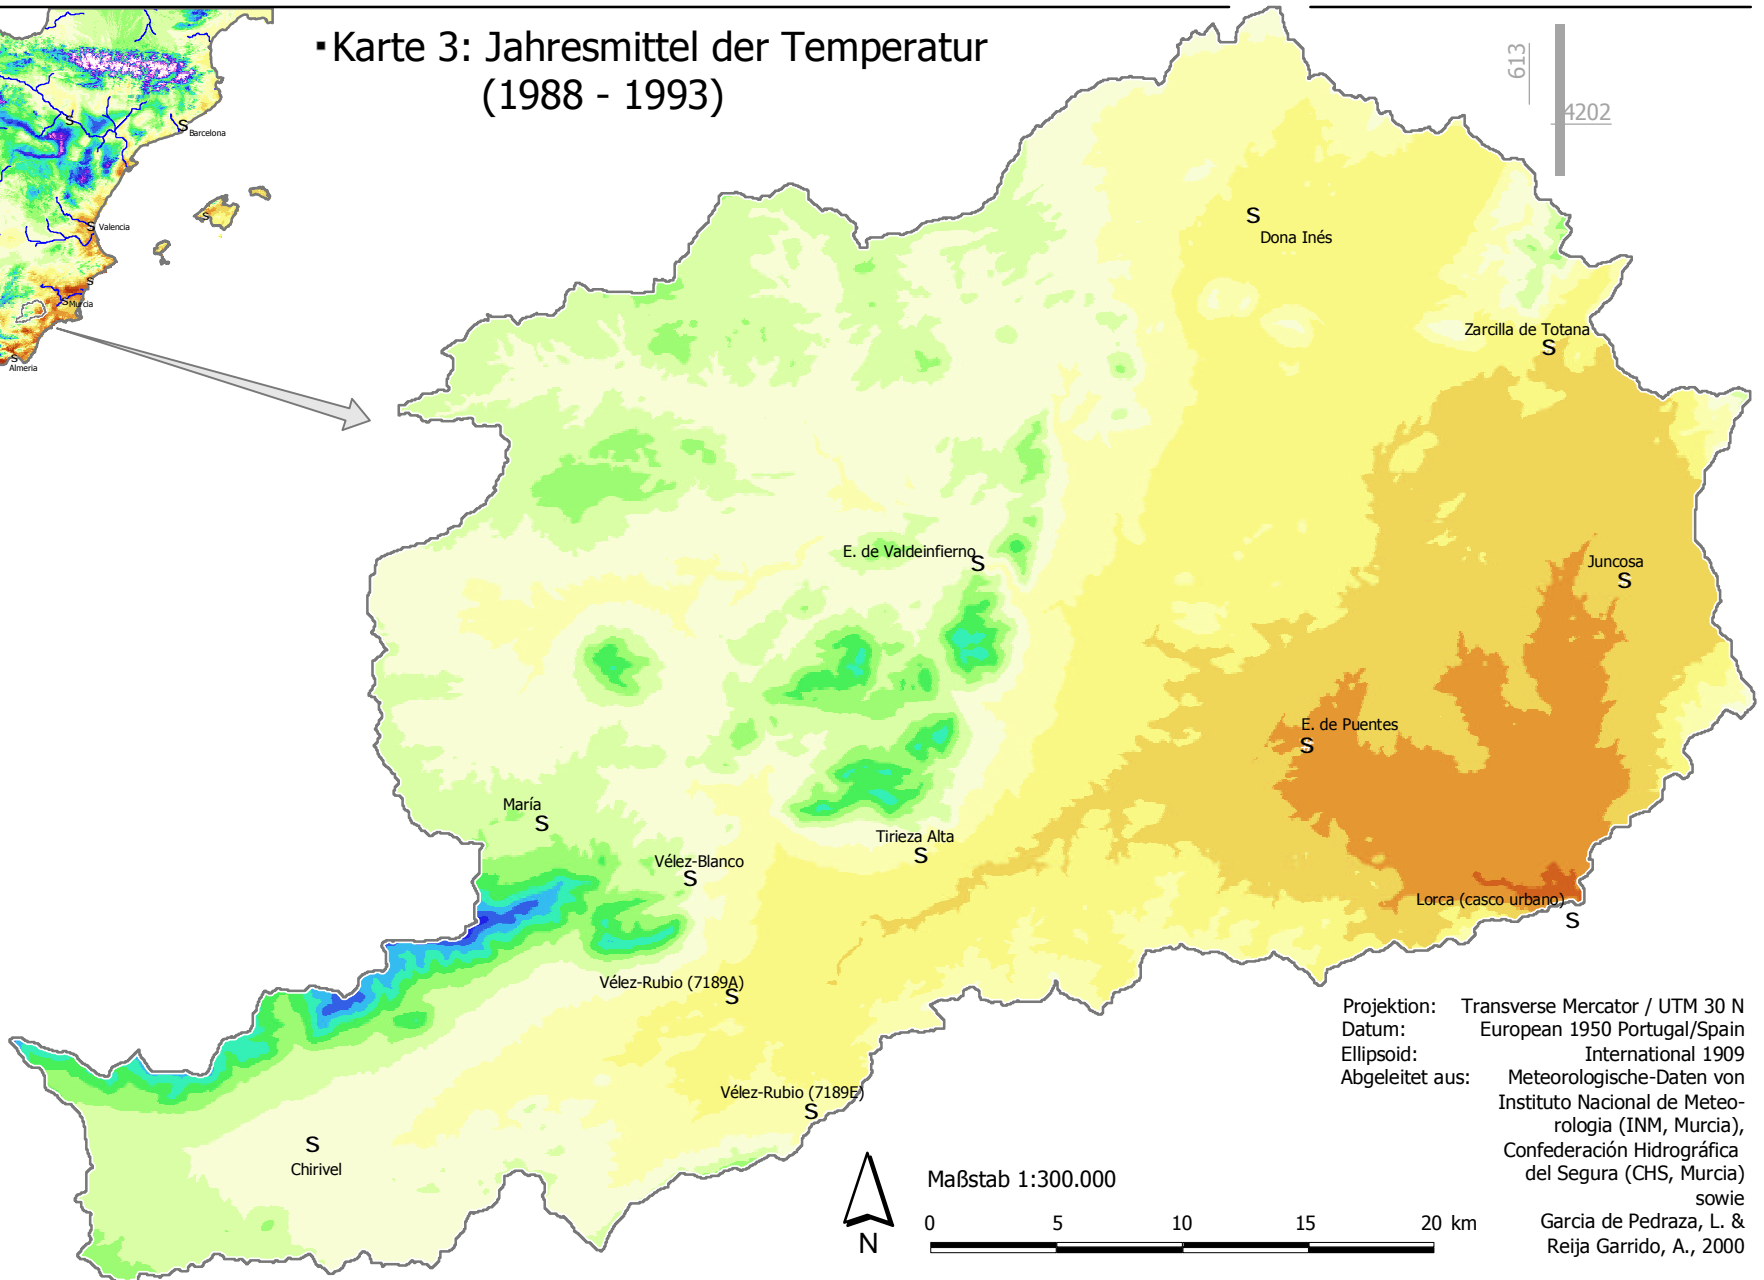 ▪Karte 3: Jahresmittel der Temperatur
(1988 - 1993)
613
4202
S
S
Barcelona
S
Valencia
S
S
S
Murcia
S
Almeria
S
Dona Inés
Zarcilla de Totana
S
E. de Valdeinfierno
S
Juncosa
S
E. de Puentes
S
María
S
Tirieza Alta
S
Vélez-Blanco
S
Lorca (casco urbano)
S
Vélez-Rubio (7189A)
S
Vélez-Rubio (7189E)
S
S
Chirivel
Projektion: Transverse Mercator / UTM 30 N
Datum: European 1950 Portugal/Spain
Ellipsoid: International 1909
Abgeleitet aus: Meteorologische-Daten von
Instituto Nacional de Meteo-
rologia (INM, Murcia),
Confederación Hidrográfica
del Segura (CHS, Murcia)
sowie
Garcia de Pedraza, L. &
Reija Garrido, A., 2000
Maßstab 1:300.000
0 5 10 15 20 km
N